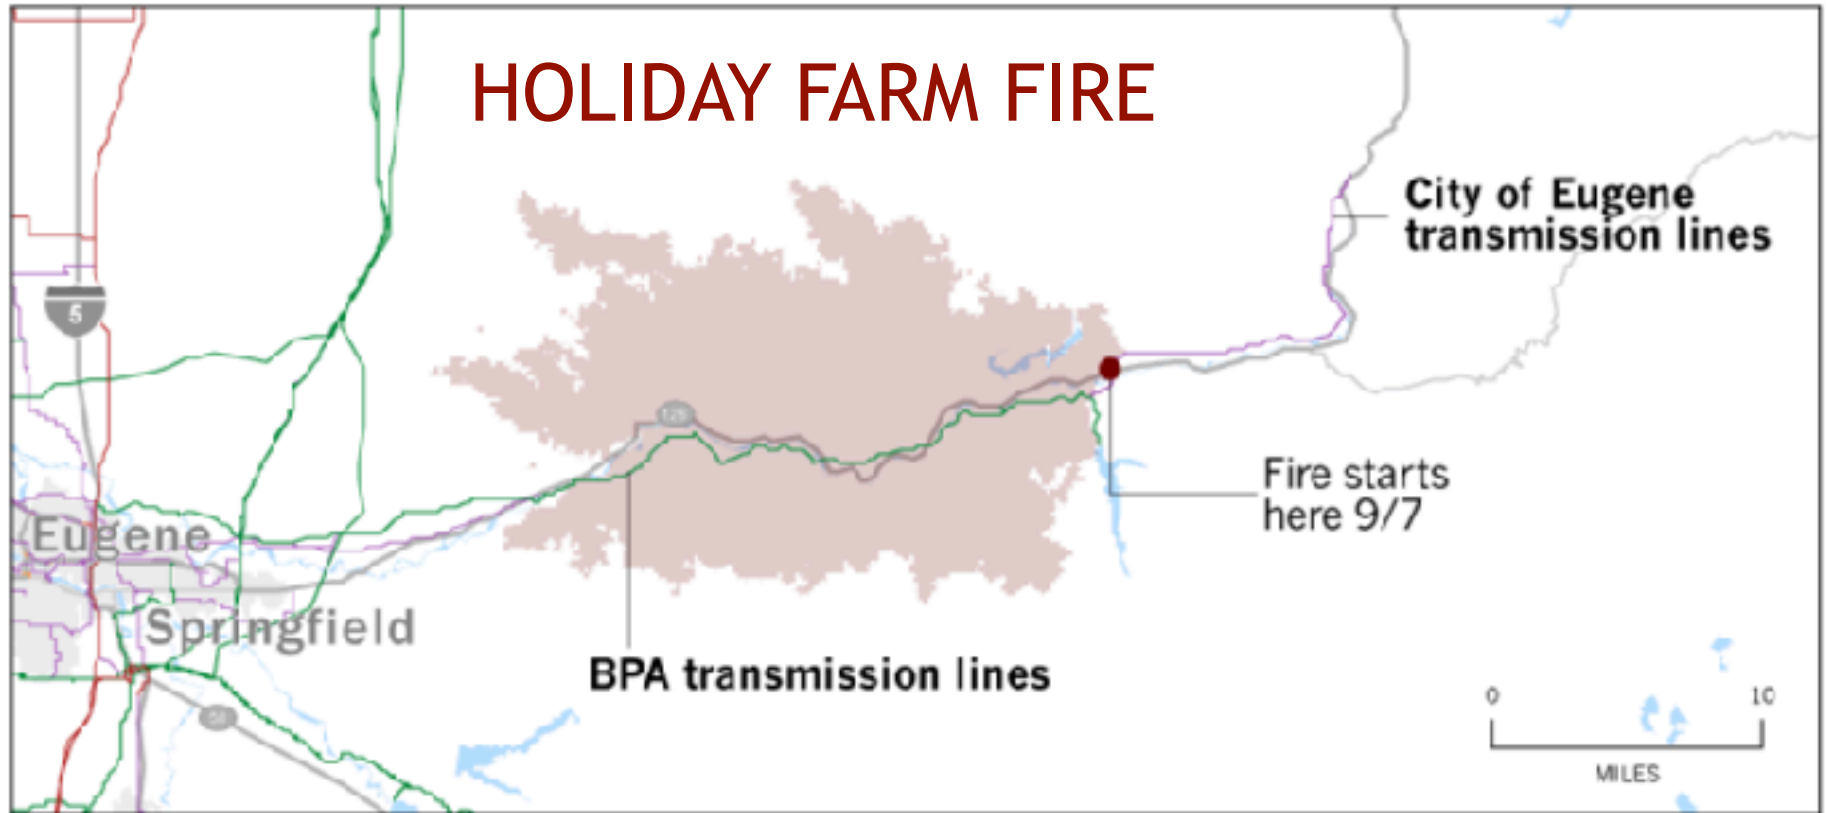 HOLIDAY FARM FIRE
City of Eugene
transmission lines
5
126
Fire starts
here 9/7
Eugene
Springfield
BPA transmission lines
58
0 10
MILES